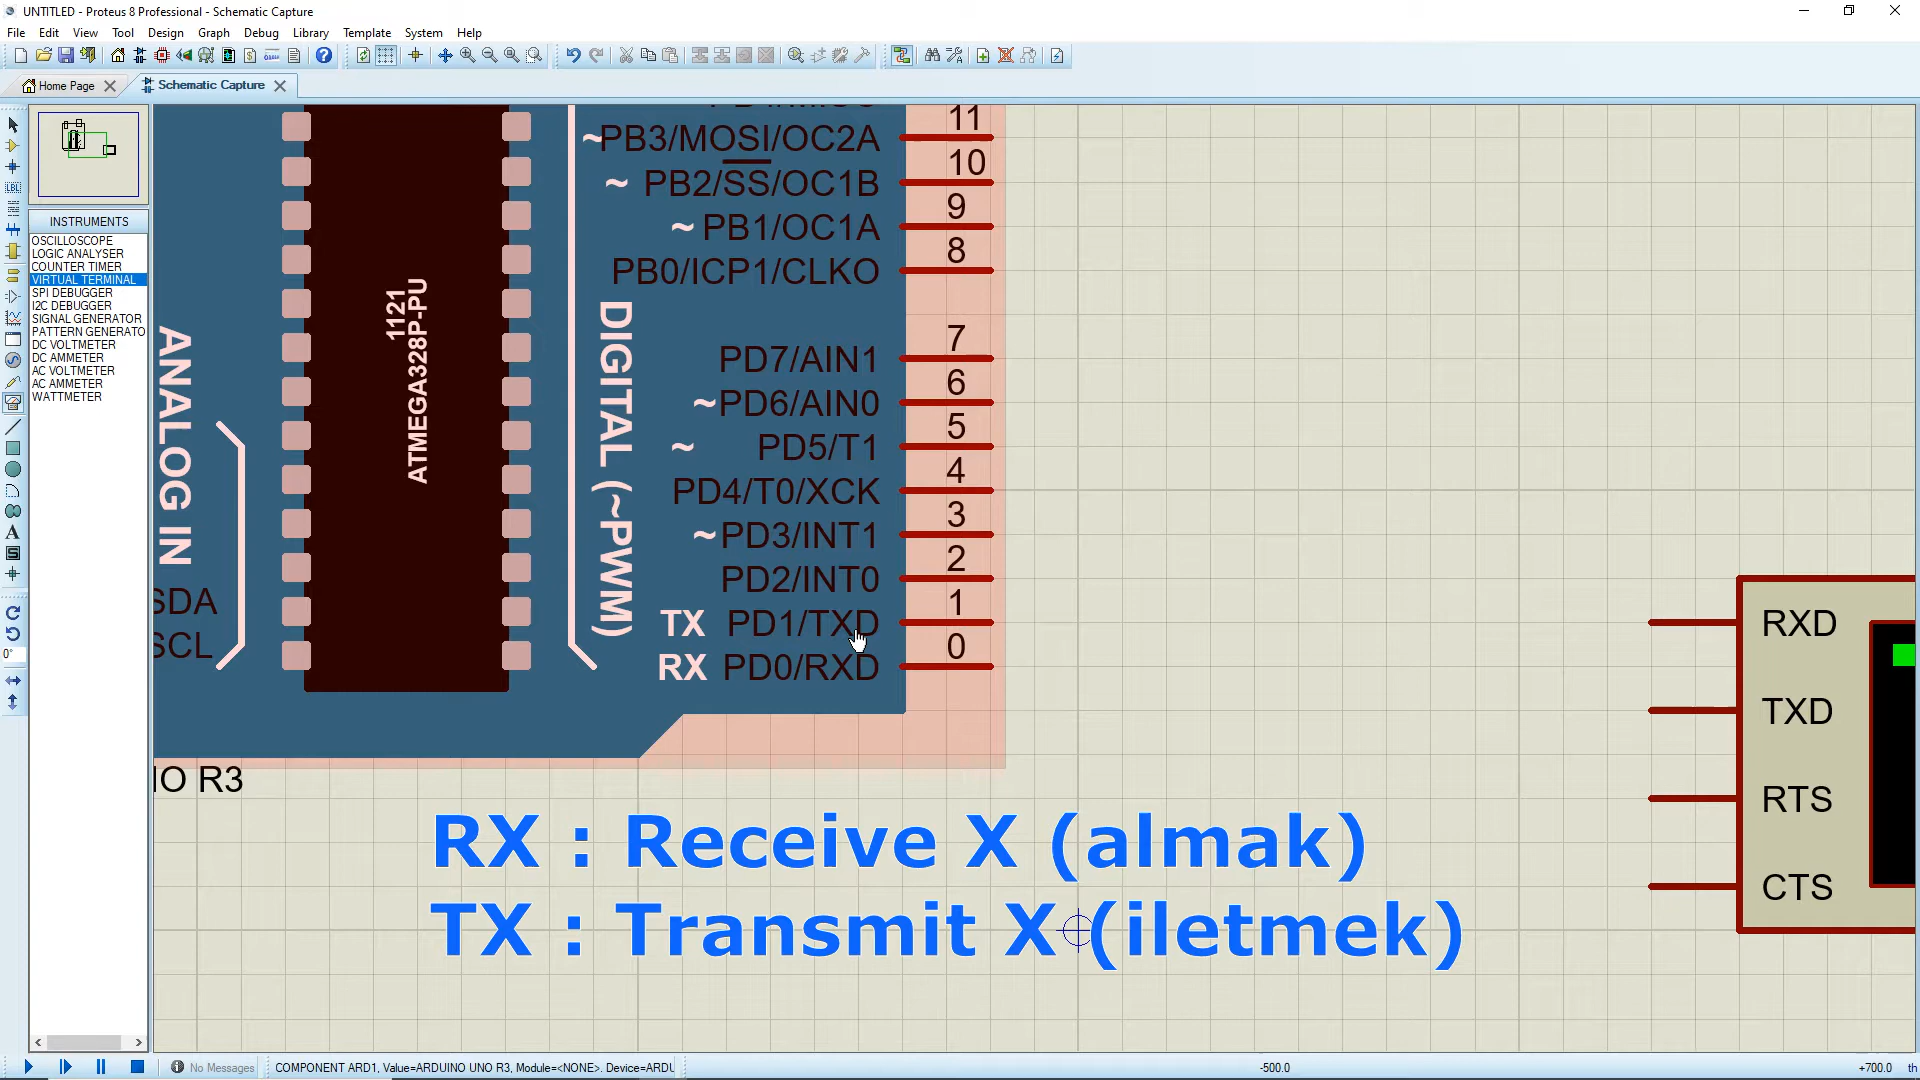 UNTITLED - Proteus 8 Professional - Schematic Capture
File Edit View Tool Design Graph Debug Library Template System Help
Home Page
Schematic Capture
INSTRUMENTS
OSCILLOSCOPE
LOGIC ANALYSER
COUNTER TIMER
VIRTUAL TERMINAL
SPI DEBUGGER
I2C DEBUGGER
SIGNAL GENERATOR
PATTERN GENERATO
DC VOLTMETER
DC AMMETER
AC VOLTMETER
AC AMMETER
WATTMETER
LBL
A
0°
ANALOG IN
SDA
SCL
1121
ATMEGA328P-PU
DIGITAL (~PWM)
~PB3/MOSI/OC2A 11
~ PB2/SS/OC1B 10
~ PB1/OC1A 9
PB0/ICP1/CLKO 8
PD7/AIN1 7
~PD6/AIN0 6
~ PD5/T1 5
PD4/T0/XCK 4
~PD3/INT1 3
PD2/INT0 2
TX PD1/TXD 1
RX PD0/RXD 0
NO R3
RXD
TXD
RTS
CTS
RX : Receive X (almak)
TX : Transmit X (iletmek)
No Messages
COMPONENT ARD1, Value=ARDUINO UNO R3, Module=<NONE>. Device=ARDU
-500.0
+700.0 th